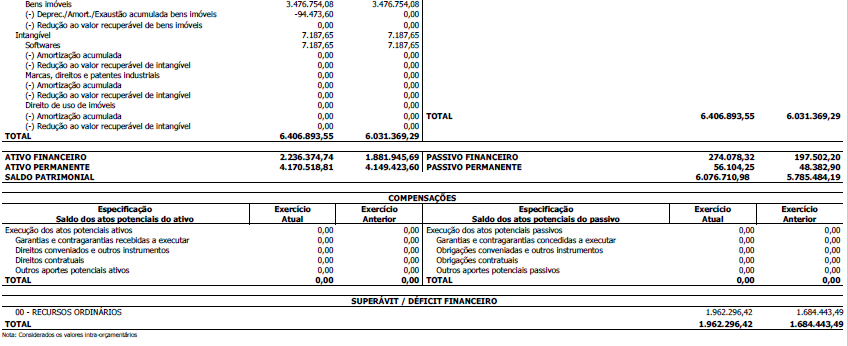 Bens imóveis 3.476.754,08 3.476.754,08
(-) Deprec./Amort./Exaustão acumulada bens imóveis -94.473,60 0,00
(-) Redução ao valor recuperável de bens imóveis 0,00 0,00
Intangível 7.187,65 7.187,65
Softwares 7.187,65 7.187,65
(-) Amortização acumulada 0,00 0,00
(-) Redução ao valor recuperável de intangível 0,00 0,00
Marcas, direitos e patentes industriais 0,00 0,00
(-) Amortização acumulada 0,00 0,00
(-) Redução ao valor recuperável de intangível 0,00 0,00
Direito de uso de imóveis 0,00 0,00
(-) Amortização acumulada 0,00 0,00 TOTAL 6.406.893,55 6.031.369,29
(-) Redução ao valor recuperável de intangível 0,00 0,00
TOTAL 6.406.893,55 6.031.369,29
ATIVO FINANCEIRO 2.236.374,74 1.881.945,69 PASSIVO FINANCEIRO 274.078,32 197.502,20
ATIVO PERMANENTE 4.170.518,81 4.149.423,60 PASSIVO PERMANENTE 56.104,25 48.382,90
SALDO PATRIMONIAL 6.076.710,98 5.785.484,19
COMPENSAÇÕES
Especificação Exercício Exercício Especificação Exercício Exercício
Saldo dos atos potenciais do ativo Atual Anterior Saldo dos atos potenciais do passivo Atual Anterior
Execução dos atos potenciais ativos 0,00 0,00 Execução dos atos potenciais passivos 0,00 0,00
Garantias e contragarantias recebidas a executar 0,00 0,00 Garantias e contragarantias concedidas a executar 0,00 0,00
Direitos conveniados e outros instrumentos 0,00 0,00 Obrigações conveniadas e outros instrumentos 0,00 0,00
Direitos contratuais 0,00 0,00 Obrigações contratuais 0,00 0,00
Outros aportes potenciais ativos 0,00 0,00 Outros aportes potenciais passivos 0,00 0,00
TOTAL 0,00 0,00 TOTAL 0,00 0,00
SUPERÁVIT / DÉFICIT FINANCEIRO
00 - RECURSOS ORDINÁRIOS 1.962.296,42 1.684.443,49
TOTAL 1.962.296,42 1.684.443,49
Nota: Considerados os valores intra-orçamentários